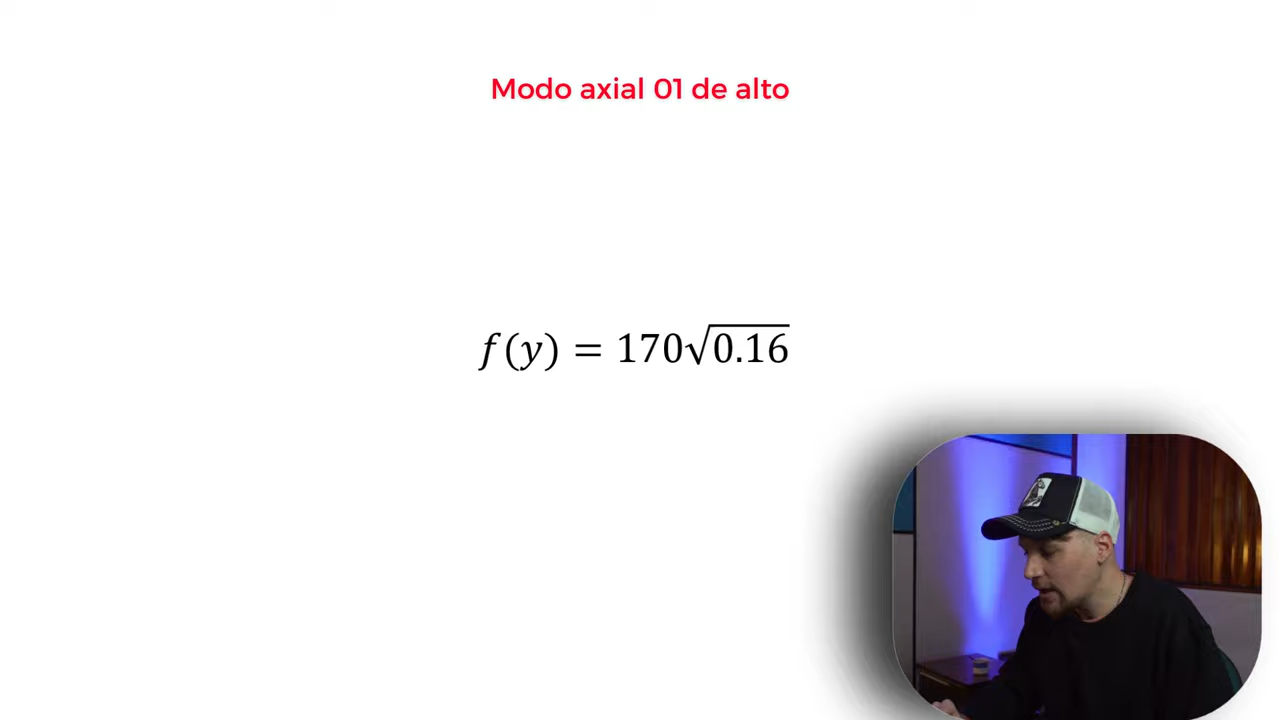 Modo axial 01 de alto
f(y) = 170√0.16